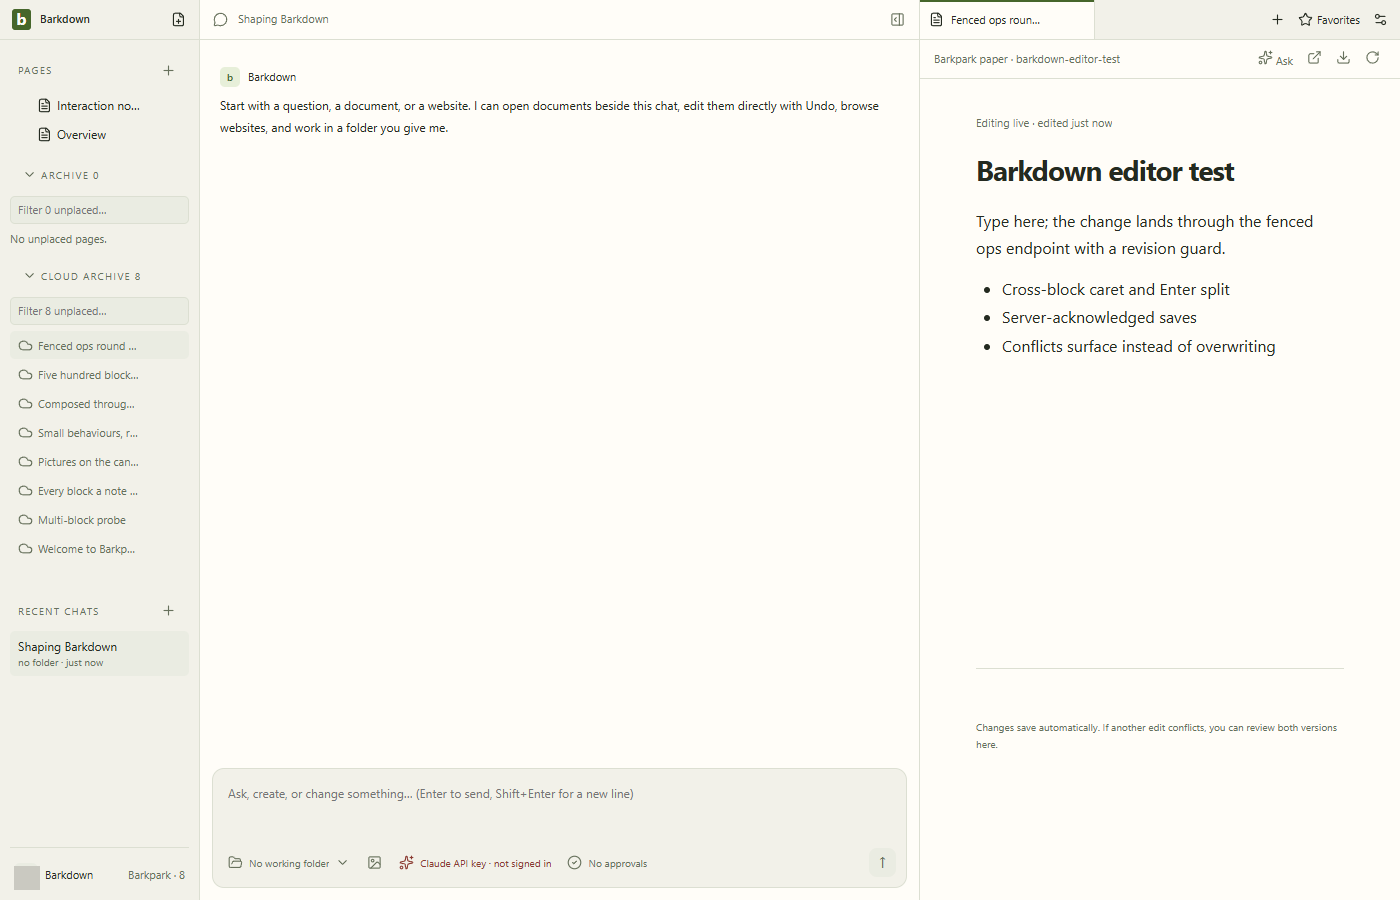 b Barkdown
PAGES
Interaction no...
Overview
ARCHIVE 0
Filter 0 unplaced...
No unplaced pages.
CLOUD ARCHIVE 8
Filter 8 unplaced...
Fenced ops round ...
Five hundred block...
Composed throug...
Small behaviours, r...
Pictures on the can...
Every block a note ...
Multi-block probe
Welcome to Barkp...
RECENT CHATS
Shaping Barkdown
no folder · just now
Barkdown
Barkpark · 8
Shaping Barkdown
b Barkdown
Start with a question, a document, or a website. I can open documents beside this chat, edit them directly with Undo, browse
websites, and work in a folder you give me.
Ask, create, or change something... (Enter to send, Shift+Enter for a new line)
No working folder
Claude API key · not signed in
No approvals
Fenced ops roun...
Favorites
Barkpark paper · barkdown-editor-test
Ask
Editing live · edited just now
Barkdown editor test
Type here; the change lands through the fenced
ops endpoint with a revision guard.
• Cross-block caret and Enter split
• Server-acknowledged saves
• Conflicts surface instead of overwriting
Changes save automatically. If another edit conflicts, you can review both versions
here.